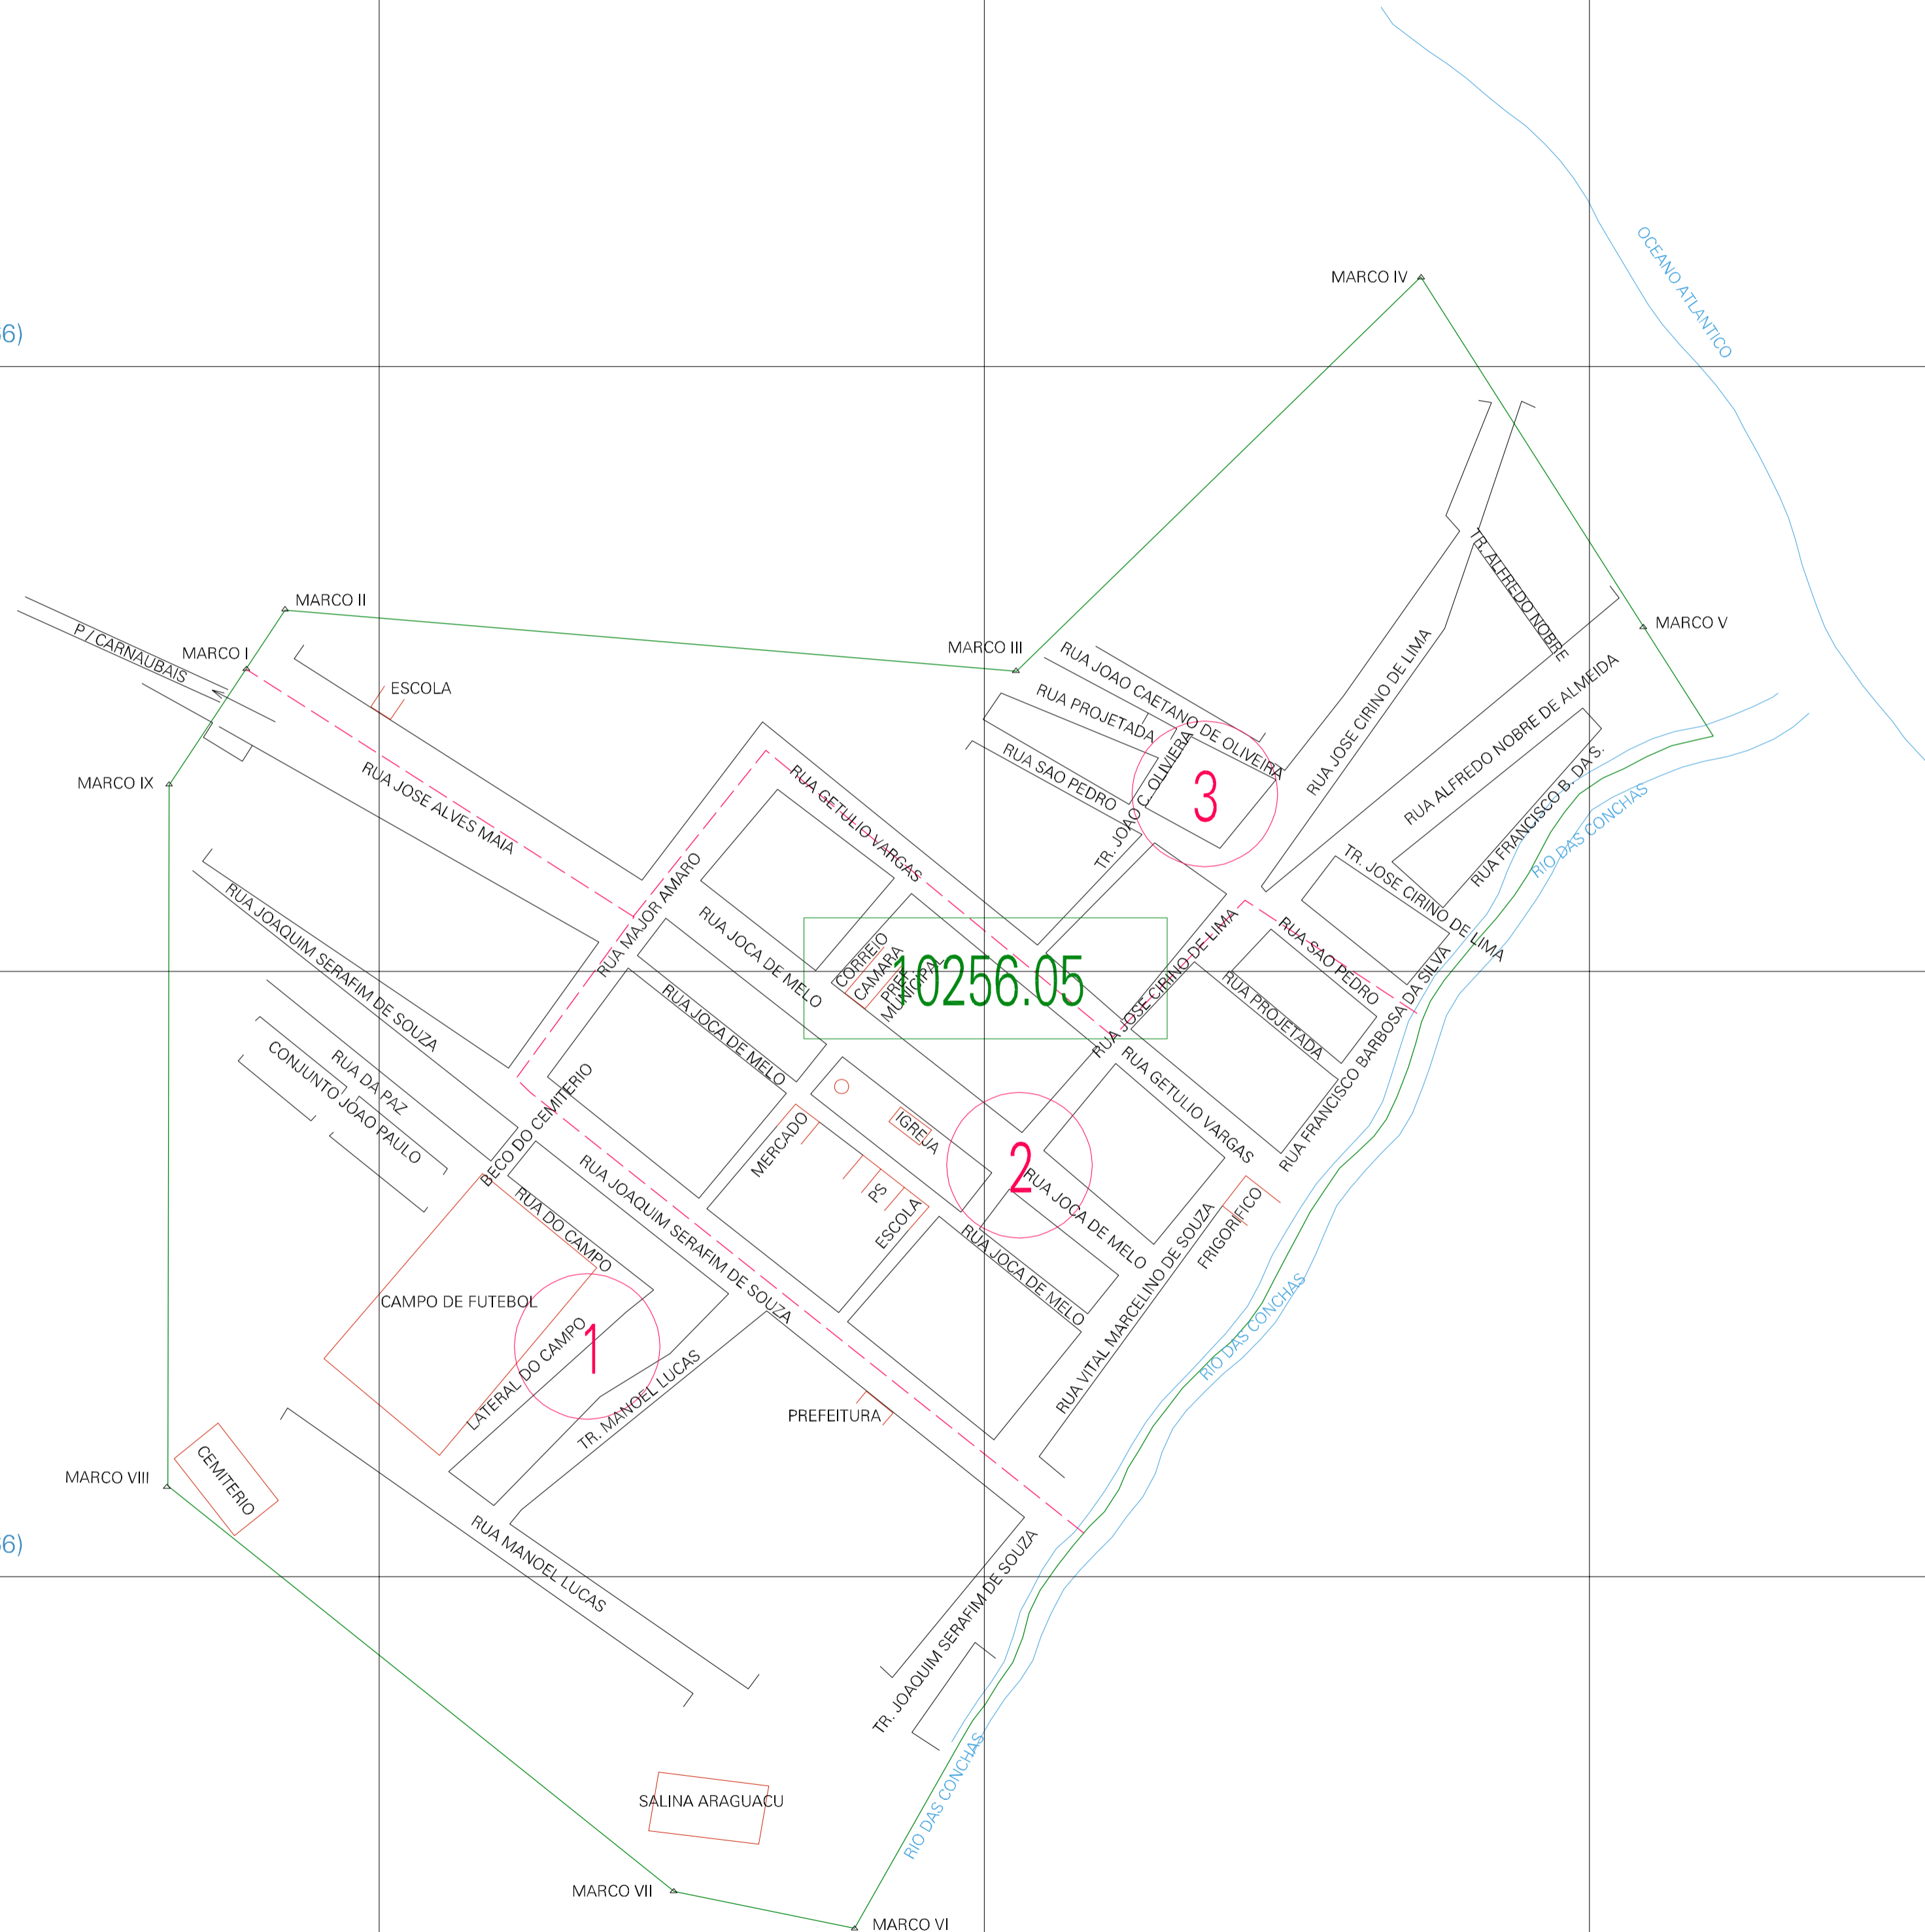 OCEANO ATLANTICO
MARCO IV
6)
MARCO II
MARCO V
P / CARNAUBAIS
MARCO I
MARCO III
ESCOLA
TR. ALFREDO NOBRE
RUA JOAO CAETANO DE OLIVEIRA
RUA PROJETADA
RUA SAO PEDRO
RUA JOSE CIRINO DE LIMA
RUA ALFREDO NOBRE DE ALMEIDA
MARCO IX
RUA JOSE ALVES MAIA
RUA GETULIO VARGAS
TR. JOAO C. OLIVIERA
3
RUA FRANCISCO B. DA S.
RIO DAS CONCHAS
RUA MAJOR AMARO
TR. JOSE CIRINO DE LIMA
RUA JOAQUIM SERAFIM DE SOUZA
RUA JOCA DE MELO
CORREIO
CAMARA
PREF.
MUNICIPAL
10256.05
RUA JOSE CIRINO DE LIMA
RUA SAO PEDRO
RUA PROJETADA
RUA FRANCISCO BARBOSA DA SILVA
RUA JOCA DE MELO
RUA DA PAZ
CONJUNTO JOAO PAULO
BECO DO CEMITERIO
MERCADO
IGREJA
RUA GETULIO VARGAS
2
RUA JOCA DE MELO
PS
ESCOLA
RUA JOCA DE MELO
RUA DO CAMPO
RUA JOAQUIM SERAFIM DE SOUZA
RUA VITAL MARCELINO DE SOUZA
FRIGORIFICO
RIO DAS CONCHAS
CAMPO DE FUTEBOL
1
LATERAL DO CAMPO
TR. MANOEL LUCAS
PREFEITURA
CEMITERIO
MARCO VIII
6)
RUA MANOEL LUCAS
TR. JOAQUIM SERAFIM DE SOUZA
RIO DAS CONCHAS
SALINA ARAGUACU
MARCO VII
MARCO VI